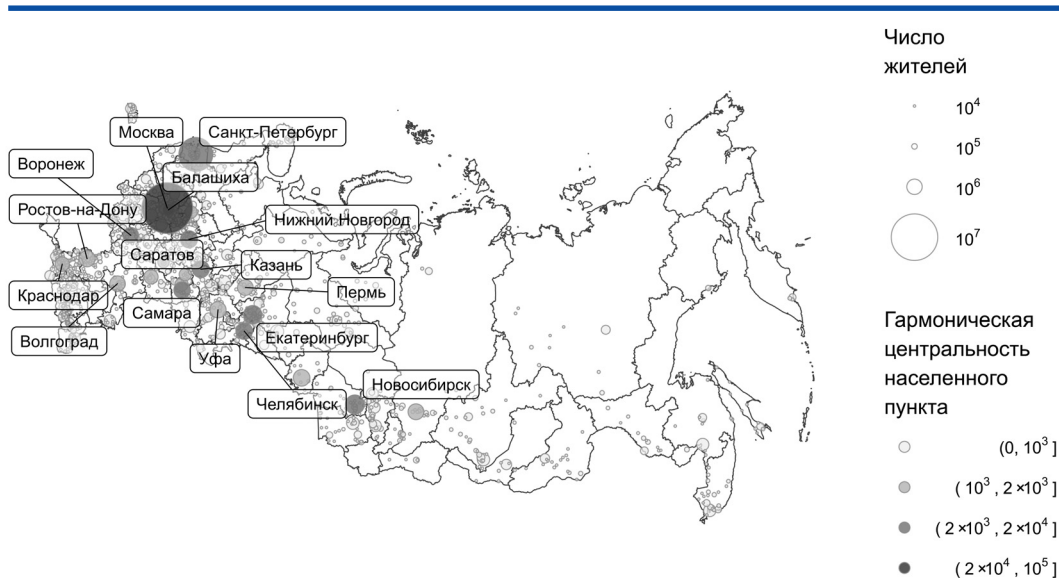 Москва
Санкт-Петербург
Воронеж
Балашиха
Ростов-на-Дону
Нижний Новгород
Саратов
Казань
Краснодар
Пермь
Самара
Волгоград
Екатеринбург
Уфа
Новосибирск
Челябинск
Число
жителей
10⁴
10⁵
10⁶
10⁷
Гармоническая
центральность
населенного
пункта
(0, 10³]
(10³, 2×10³]
(2×10³, 2×10⁴]
(2×10⁴, 10⁵]